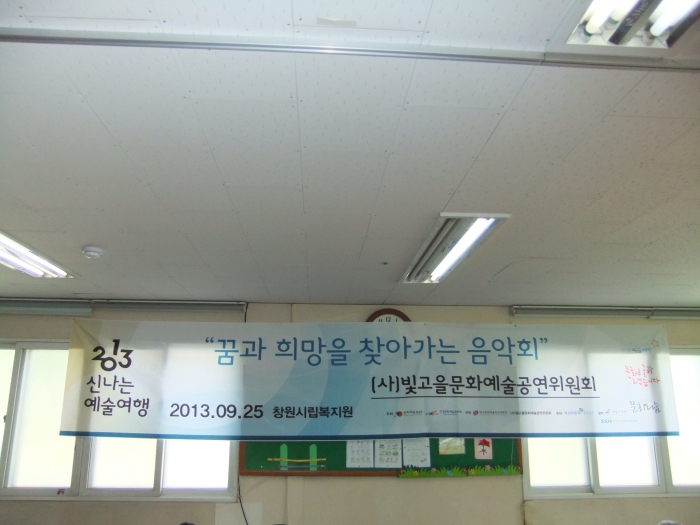 2013
신나는
예술여행
“꿈과 희망을 찾아가는 음악회”
(사)빛고을문화예술공연위원회
2013.09.25 창원시립복지원